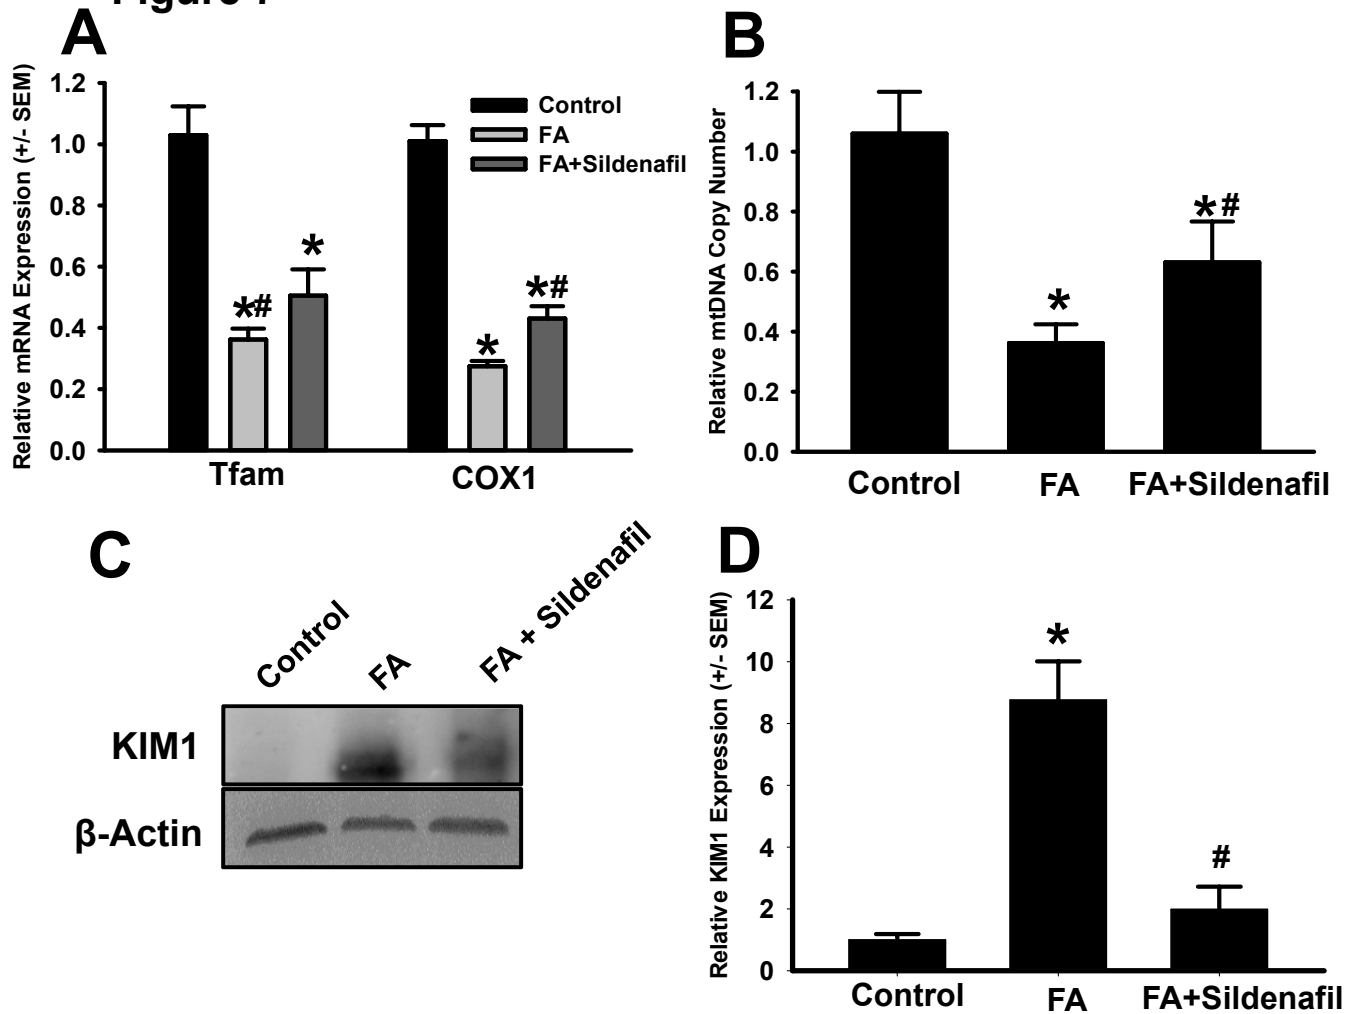 A
Relative mRNA Expression (+/- SEM)
1.2
1.0
0.8
0.6
0.4
0.2
0.0
Control
FA
FA+Sildenafil
*#
*
*
*#
Tfam
COX1
B
Relative mtDNA Copy Number
1.2
1.0
0.8
0.6
0.4
0.2
0.0
*
*#
Control
FA
FA+Sildenafil
C
Control
FA
FA + Sildenafil
KIM1
β-Actin
D
Relative KIM1 Expression (+/- SEM)
12
10
8
6
4
2
0
*
#
Control
FA
FA+Sildenafil